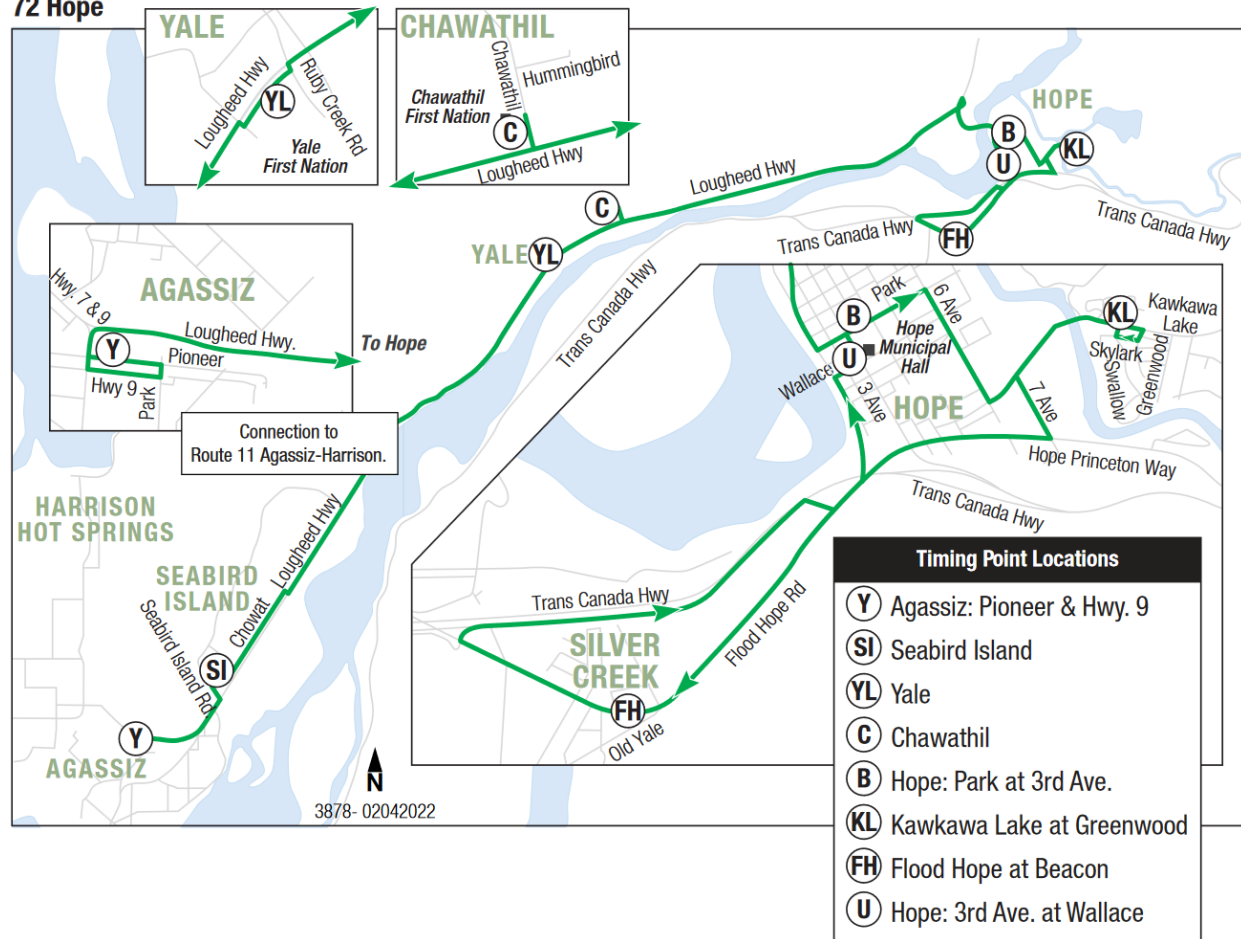 72 Hope
YALE
Lougheed Hwy
Ruby Creek Rd
YL
Yale
First Nation
CHAWATHIL
Chawathil
Hummingbird
Chawathil
First Nation
C
Lougheed Hwy
HOPE
B
U
KL
Lougheed Hwy
C
YALE
YL
Trans Canada Hwy
FH
Trans Canada Hwy
Trans Canada Hwy
AGASSIZ
Hwy. 7 & 9
Lougheed Hwy.
To Hope
Y
Pioneer
Hwy 9
Park
Connection to
Route 11 Agassiz-Harrison.
HARRISON
HOT SPRINGS
SEABIRD
ISLAND
Lougheed Hwy
Chowat
Seabird Island Rd.
SI
Y
AGASSIZ
N
3878- 02042022
B
Park
6 Ave
Hope
Municipal
Hall
U
Wallace
3 Ave
HOPE
7 Ave
KL
Kawkawa
Lake
Skylark
Swallow
Greenwood
Hope Princeton Way
Trans Canada Hwy
Trans Canada Hwy
SILVER
CREEK
Flood Hope Rd
FH
Old Yale
Timing Point Locations
Y Agassiz: Pioneer & Hwy. 9
SI Seabird Island
YL Yale
C Chawathil
B Hope: Park at 3rd Ave.
KL Kawkawa Lake at Greenwood
FH Flood Hope at Beacon
U Hope: 3rd Ave. at Wallace